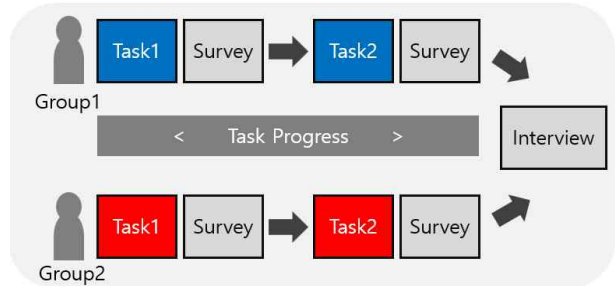 Task1 Survey Task2 Survey
Group1
< Task Progress >
Interview
Task1 Survey Task2 Survey
Group2